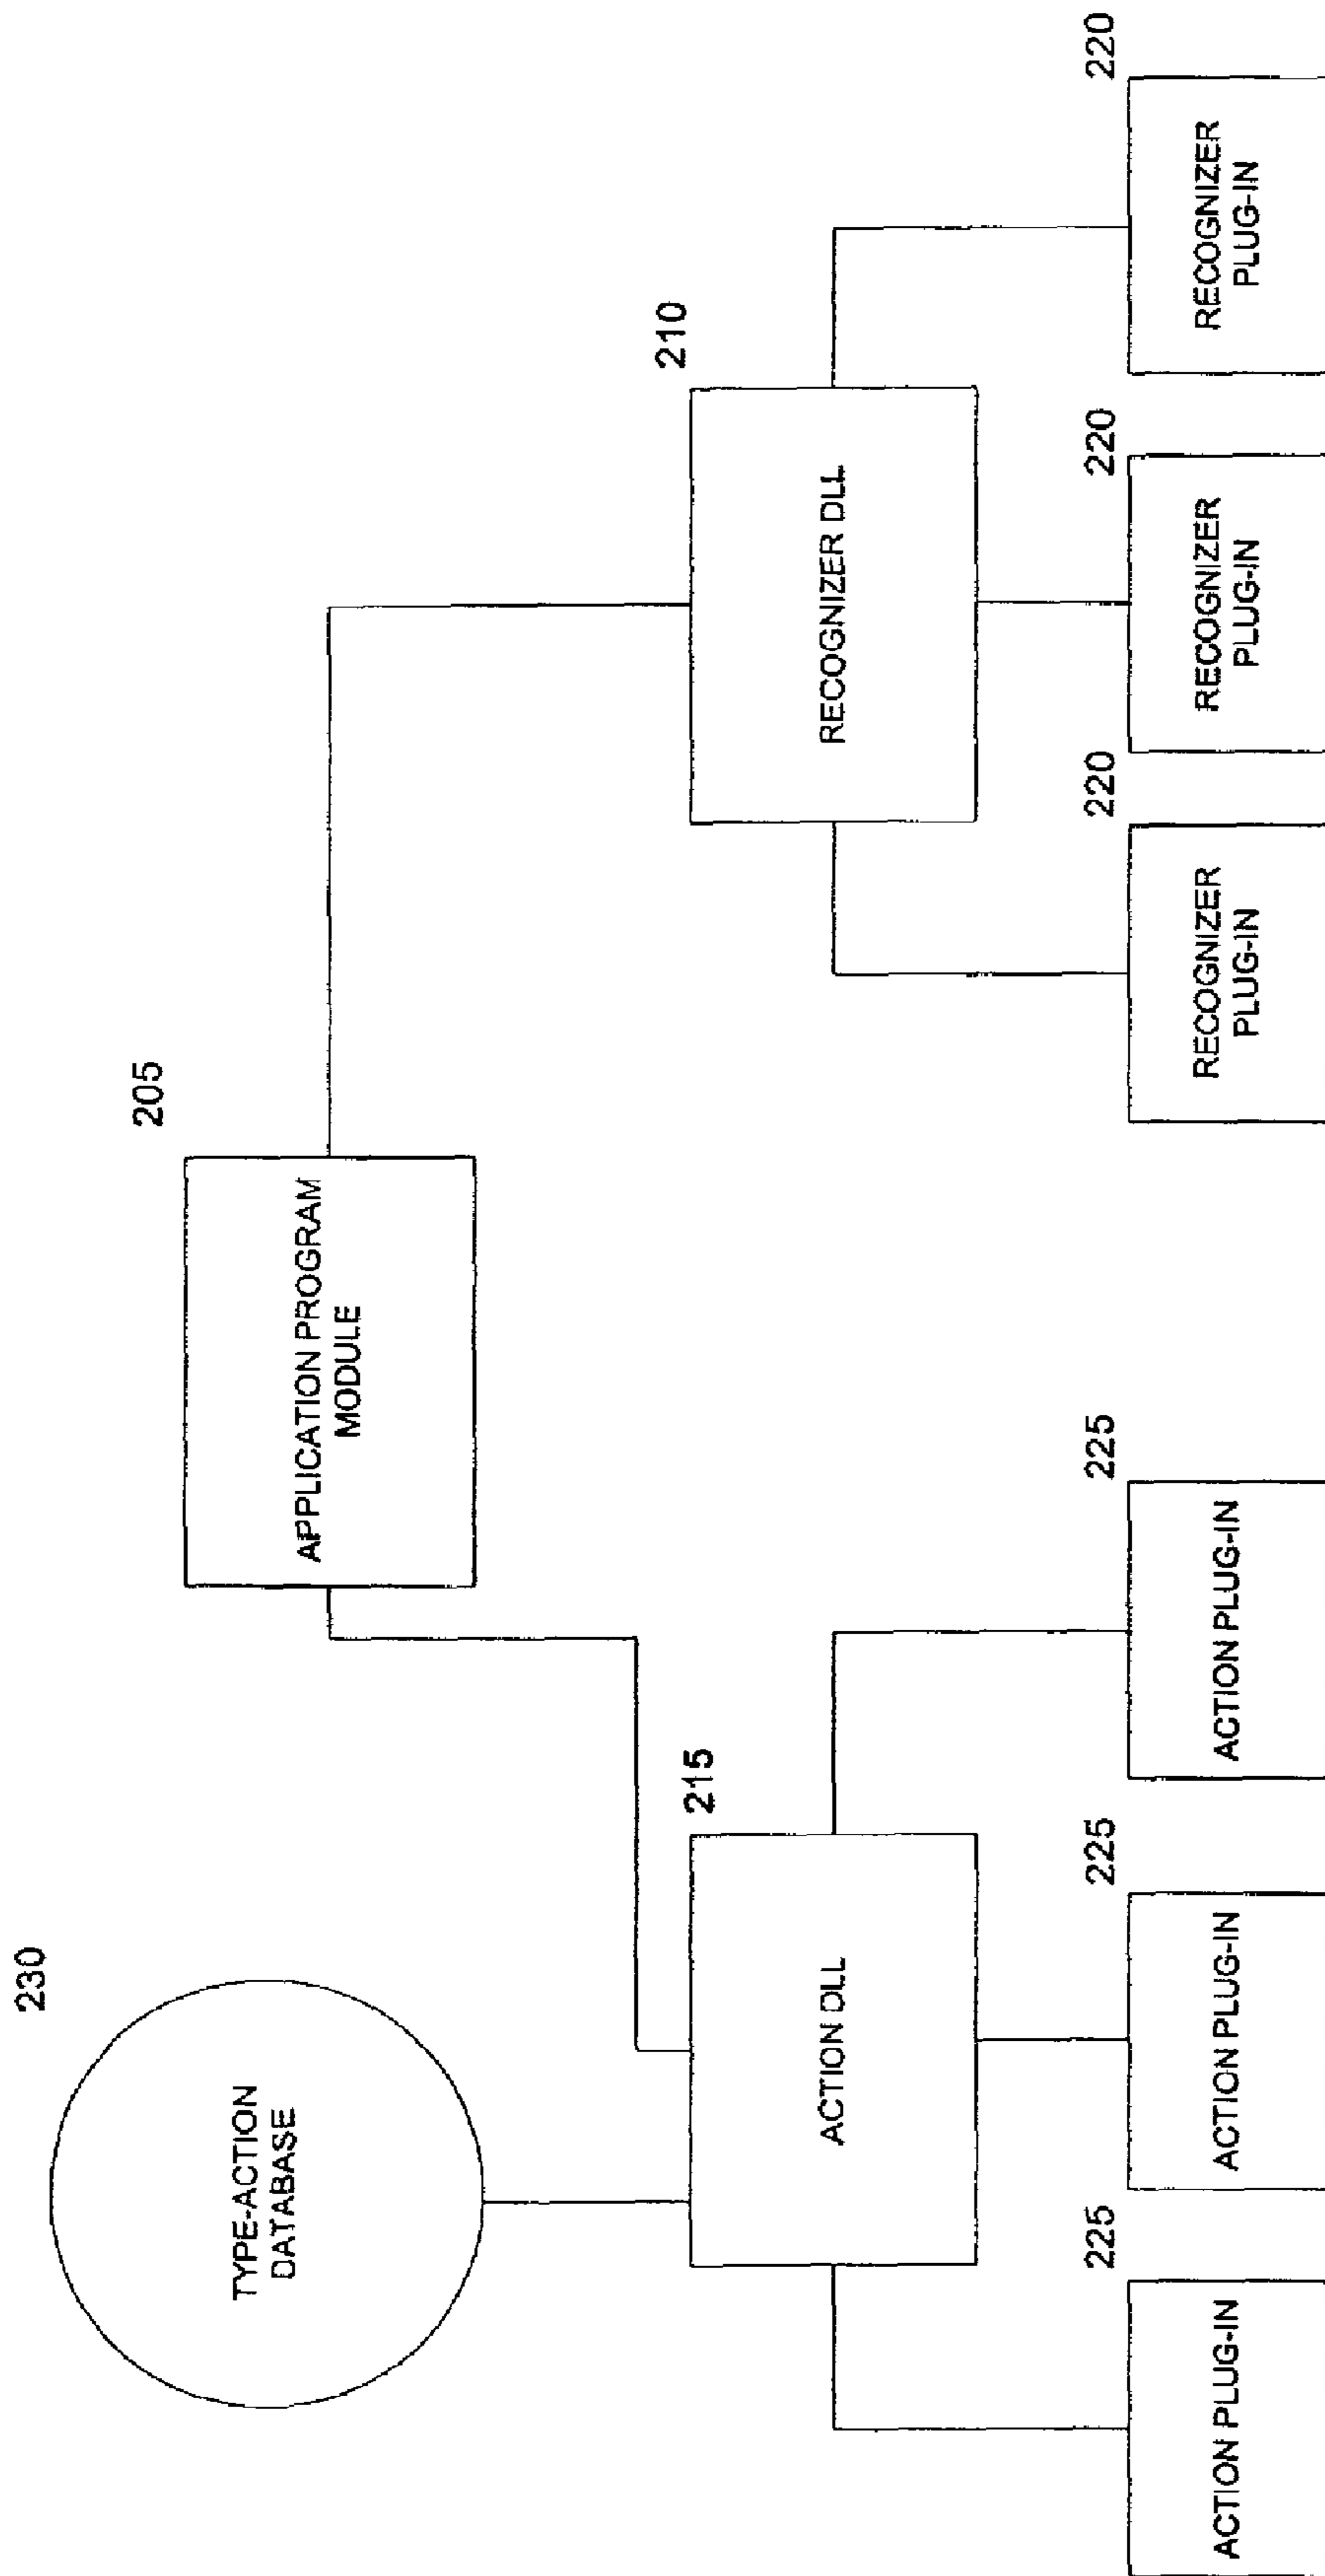 230
TYPE-ACTION
DATABASE
205
APPLICATION PROGRAM
MODULE
215
ACTION DLL
210
RECOGNIZER DLL
225
ACTION PLUG-IN
225
ACTION PLUG-IN
225
ACTION PLUG-IN
220
RECOGNIZER
PLUG-IN
220
RECOGNIZER
PLUG-IN
220
RECOGNIZER
PLUG-IN